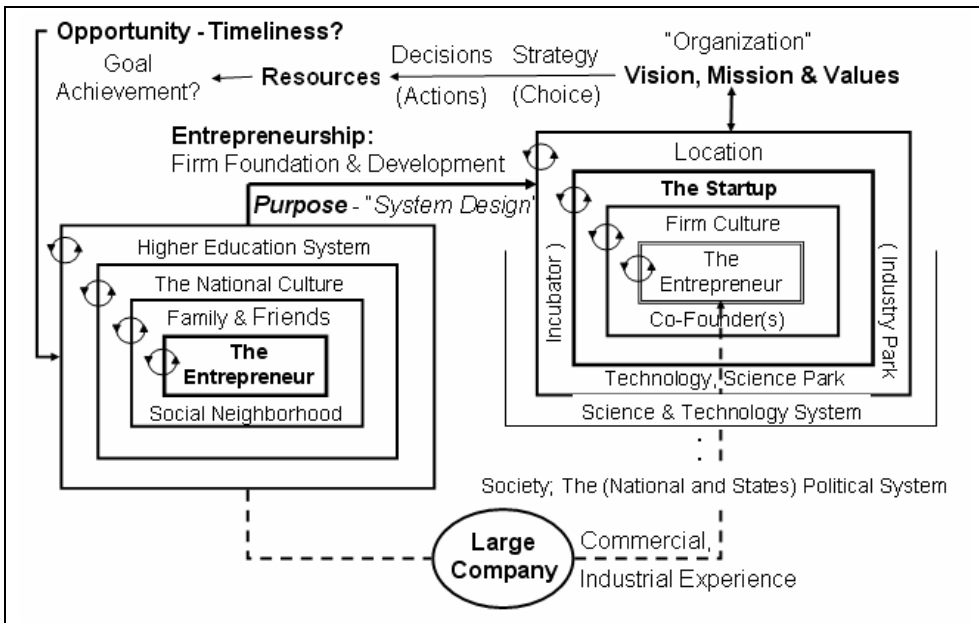 Opportunity - Timeliness?
Goal
Achievement?
Resources
Decisions Strategy
(Actions) (Choice)
"Organization"
Vision, Mission & Values
Entrepreneurship:
Firm Foundation & Development
Purpose - "System Design"
Higher Education System
The National Culture
Family & Friends
The
Entrepreneur
Social Neighborhood
Location
The Startup
Firm Culture
The
Entrepreneur
Co-Founder(s)
Incubator )
( Industry Park
Technology, Science Park
Science & Technology System
:
Society; The (National and States) Political System
Large
Company
Commercial,
Industrial Experience